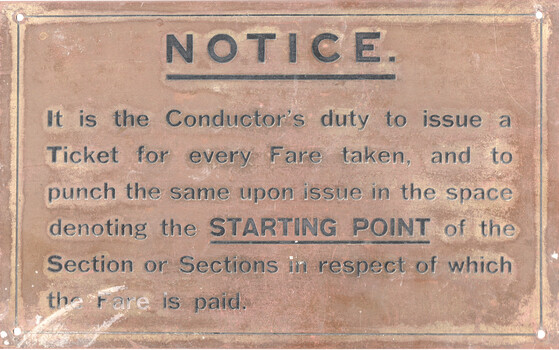 NOTICE.
It is the Conductor's duty to issue a
Ticket for every Fare taken, and to
punch the same upon issue in the space
denoting the STARTING POINT of the
Section or Sections in respect of which
the Fare is paid.